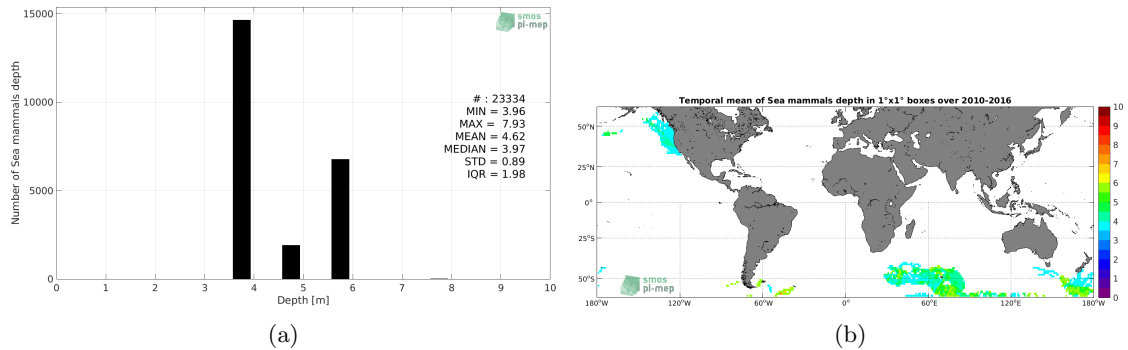 15000
10000
5000
0
Number of Sea mammals depth
smos
pi-mep
# : 23334
MIN = 3.96
MAX = 7.93
MEAN = 4.62
MEDIAN = 3.97
STD = 0.89
IQR = 1.98
0 1 2 3 4 5 6 7 8 9 10
Depth [m]
(a)
Temporal mean of Sea mammals depth in 1°x1° boxes over 2010-2016
50°N
25°N
0°
25°S
50°S
smos
pi-mep
180°W 120°W 60°W 0° 60°E 120°E 180°W
10
9
8
7
6
5
4
3
2
1
0
(b)